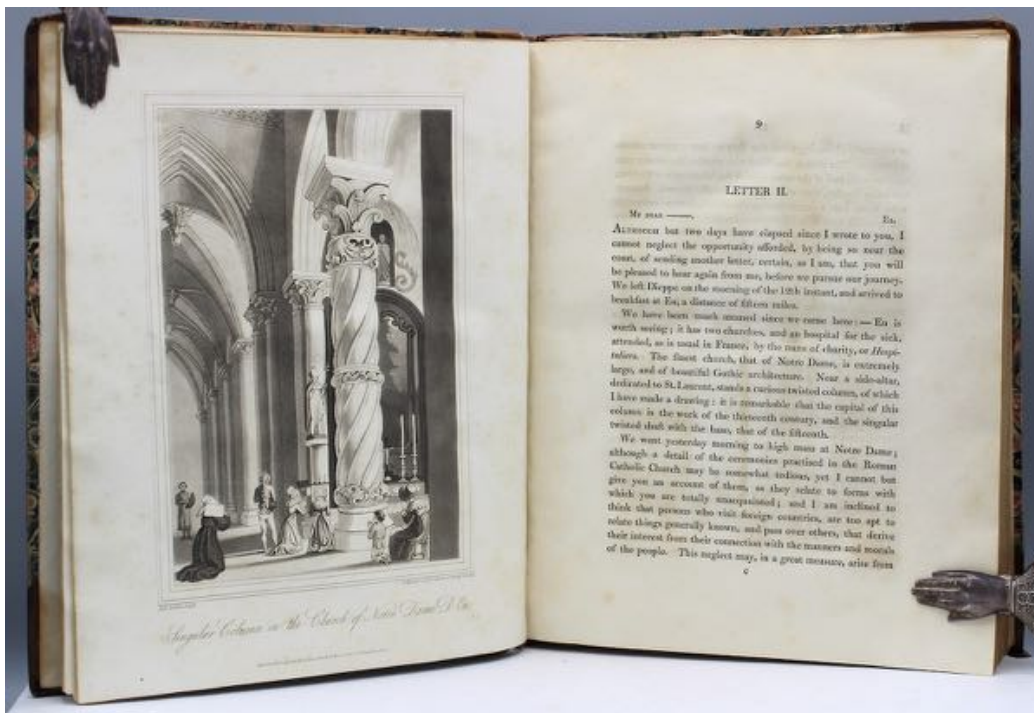 Singular Column in the Church of Notre Dame D'Eu.
9
LETTER II.
MY DEAR ———,
Eu.
ALTHOUGH but two days have elapsed since I wrote to you, I
cannot neglect the opportunity afforded, by being so near the
coast, of sending another letter, certain, as I am, that you will
be pleased to hear again from me, before we pursue our journey.
We left Dieppe on the morning of the 12th instant, and arrived to
breakfast at Eu, a distance of fifteen miles.
We have been much amused since we came here:—Eu is
worth seeing; it has two churches, and an hospital for the sick,
attended, as is usual in France, by the nuns of charity, or Hospi-
taliers. The finest church, that of Notre Dame, is extremely
large, and of beautiful Gothic architecture. Near a side-altar,
dedicated to St. Laurent, stands a curious twisted column, of which
I have made a drawing: it is remarkable that the capital of this
column is the work of the thirteenth century, and the singular
twisted shaft with the base, that of the fifteenth.
We went yesterday morning to high mass at Notre Dame;
although a detail of the ceremonies practised in the Roman
Catholic Church may be somewhat tedious, yet I cannot but
give you an account of them, as they relate to forms with
which you are totally unacquainted; and I am inclined to
think that persons who visit foreign countries, are too apt to
relate things generally known, and pass over others, that derive
their interest from their connection with the manners and morals
of the people. This neglect may, in a great measure, arise from
C